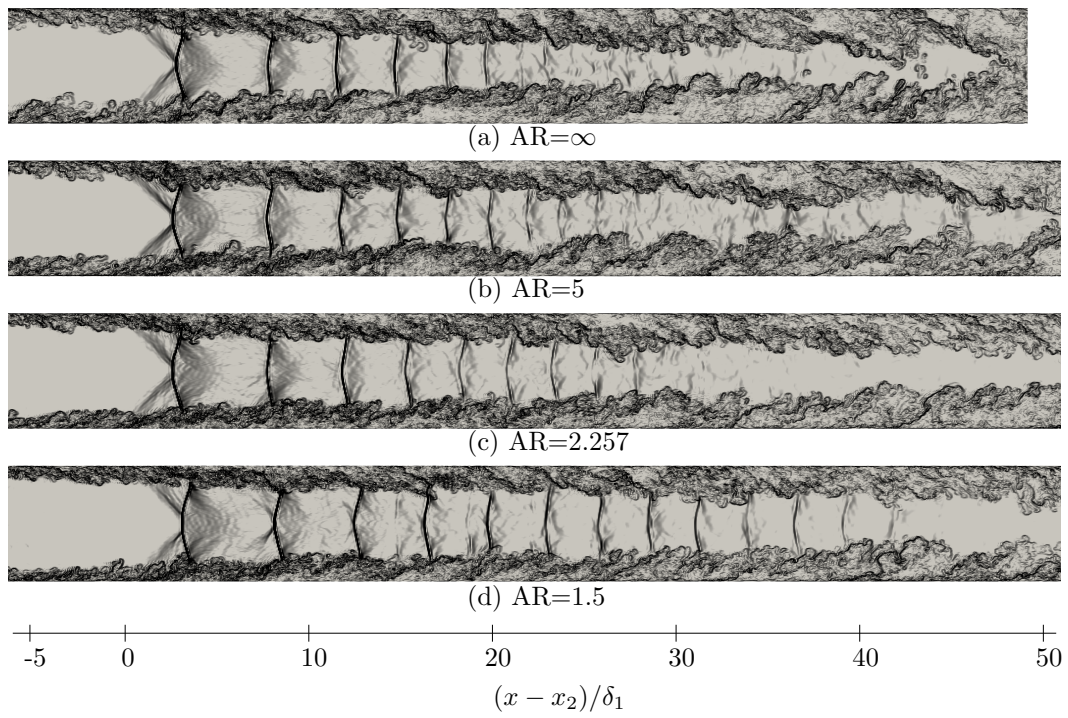 (a) AR=∞
(b) AR=5
(c) AR=2.257
(d) AR=1.5
-5 0 10 20 30 40 50
(x − x₂)/δ₁